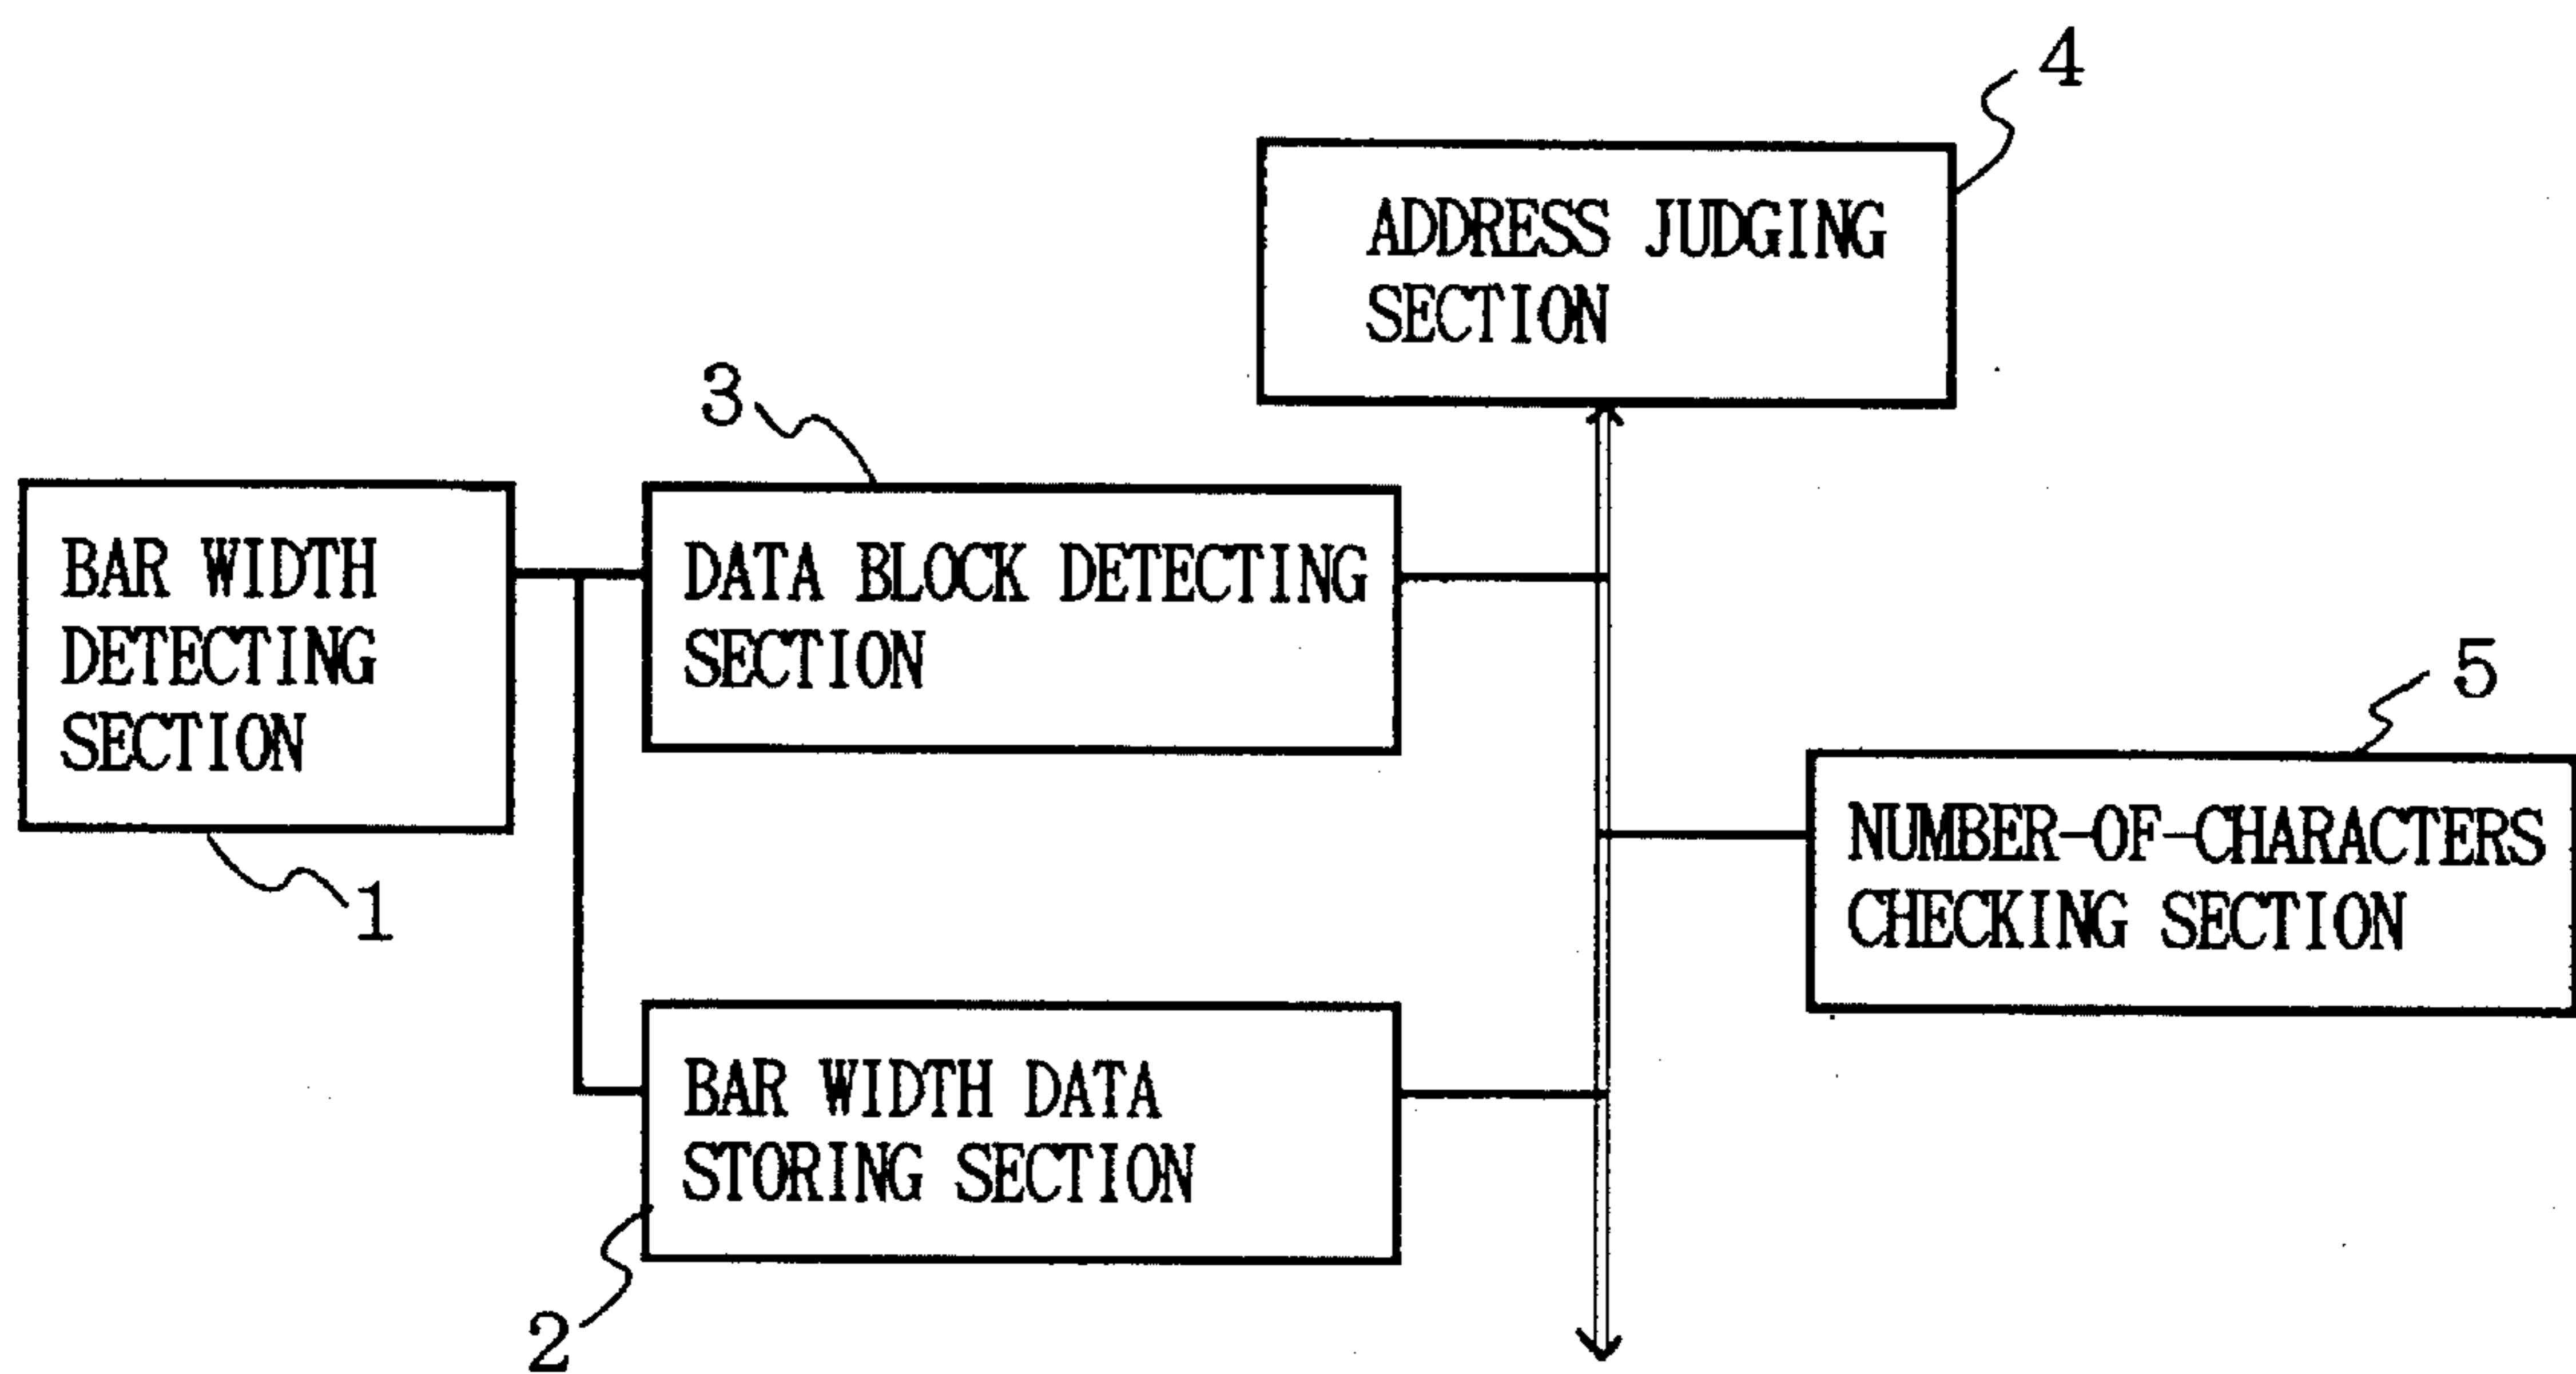 4
ADDRESS JUDGING
SECTION
3
BAR WIDTH
DETECTING
SECTION
1
DATA BLOCK DETECTING
SECTION
5
NUMBER-OF-CHARACTERS
CHECKING SECTION
BAR WIDTH DATA
STORING SECTION
2